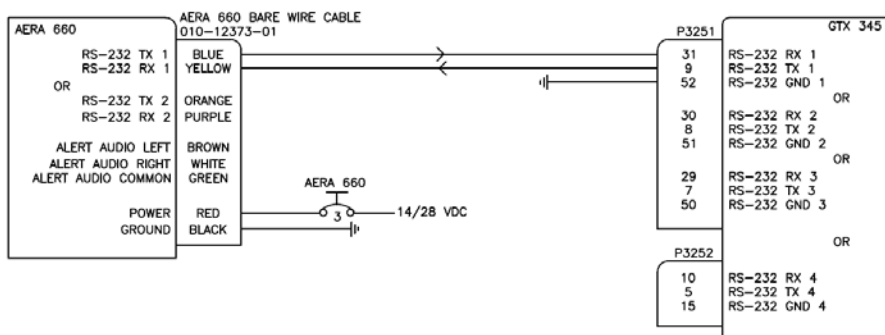 AERA 660 BARE WIRE CABLE
010-12373-01
AERA 660
RS-232 TX 1 BLUE
RS-232 RX 1 YELLOW
OR
RS-232 TX 2 ORANGE
RS-232 RX 2 PURPLE
ALERT AUDIO LEFT BROWN
ALERT AUDIO RIGHT WHITE
ALERT AUDIO COMMON GREEN
POWER RED
GROUND BLACK
AERA 660
3
14/28 VDC
GTX 345
P3251
31 RS-232 RX 1
9 RS-232 TX 1
52 RS-232 GND 1
OR
30 RS-232 RX 2
8 RS-232 TX 2
51 RS-232 GND 2
OR
29 RS-232 RX 3
7 RS-232 TX 3
50 RS-232 GND 3
OR
P3252
10 RS-232 RX 4
5 RS-232 TX 4
15 RS-232 GND 4